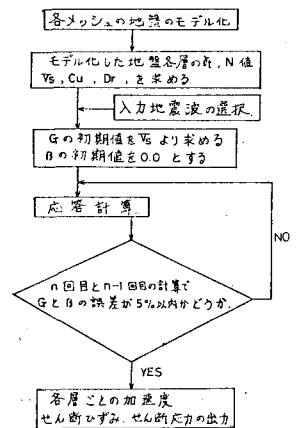 各メッシュの地盤のモデル化
モデル化した地盤各層のγt, N値
Vs, Cu, Dr, を求める
入力地震波の選択
Gの初期値をVsより求める
βの初期値を0.0とする
応答計算
NO
n回目とn-1回目の計算で
Gとβの誤差が5%以内かどうか.
YES
各層ごとの加速度
せん断ひずみ, せん断応力の出力